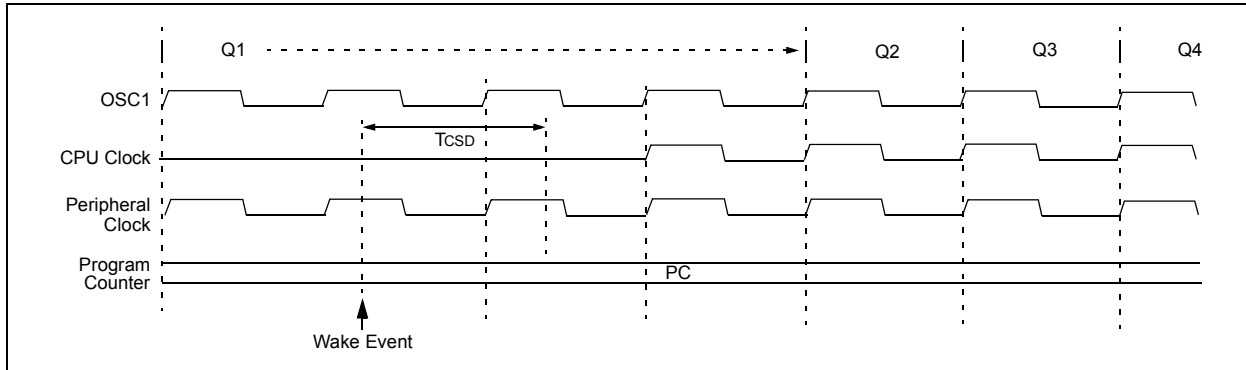 Q1 Q2 Q3 Q4
OSC1
TCSD
CPU Clock
Peripheral
Clock
Program
Counter
PC
Wake Event